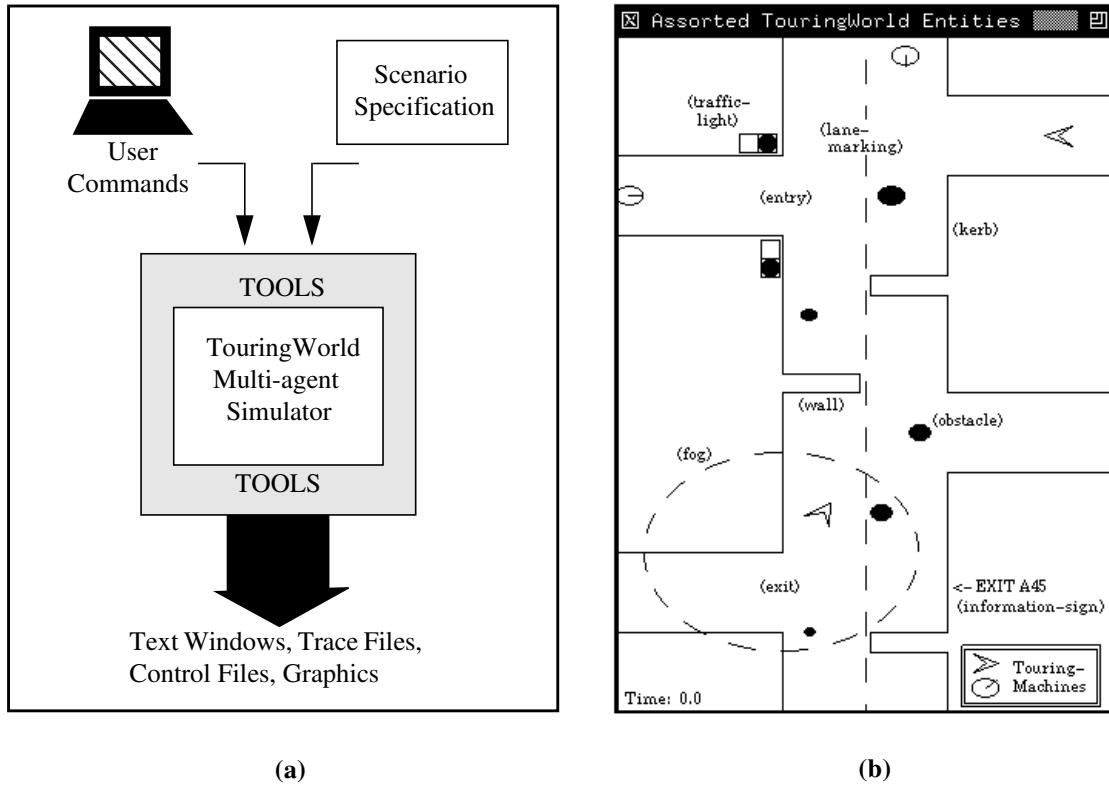 Scenario
Specification
User
Commands
TOOLS
TouringWorld
Multi-agent
Simulator
TOOLS
Text Windows, Trace Files,
Control Files, Graphics
(a)
Assorted TouringWorld Entities
(traffic-
light)
(lane-
marking)
(entry)
(kerb)
(wall)
(obstacle)
(fog)
(exit)
<- EXIT A45
(information-sign)
Touring-
Machines
Time: 0.0
(b)